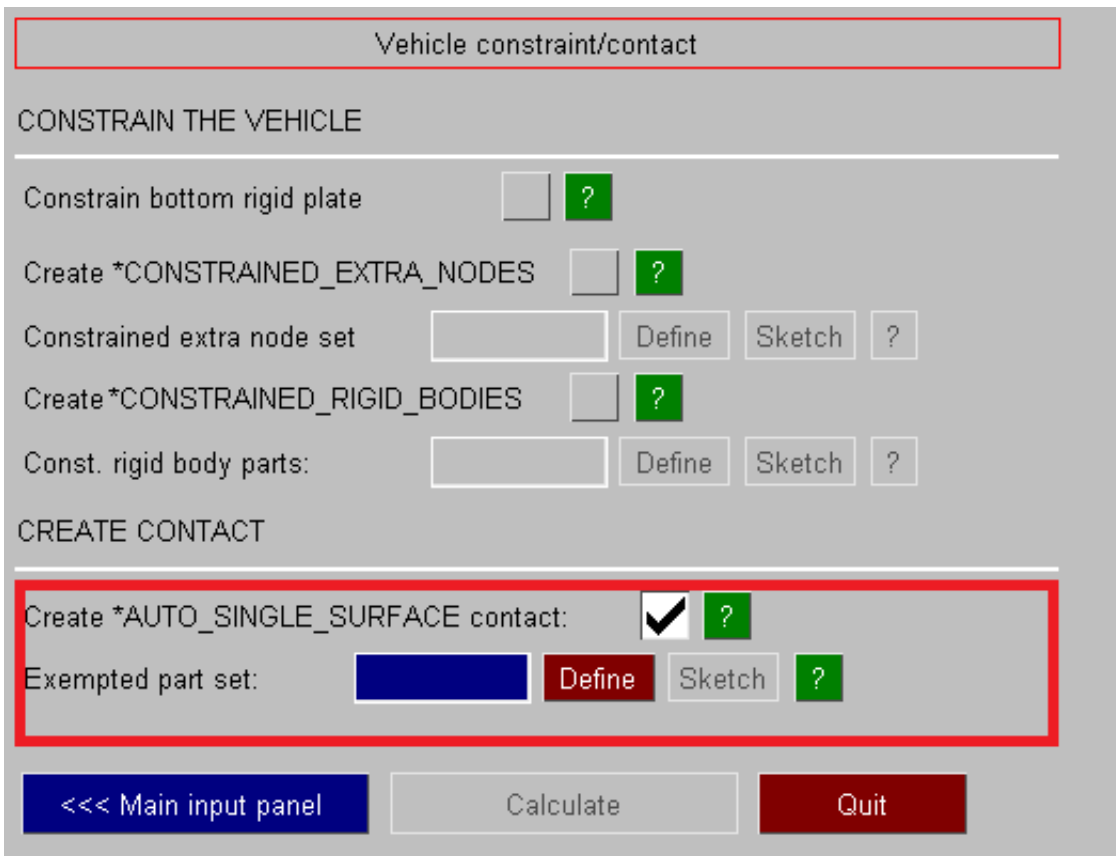 Vehicle constraint/contact
CONSTRAIN THE VEHICLE
Constrain bottom rigid plate ?
Create *CONSTRAINED_EXTRA_NODES ?
Constrained extra node set Define Sketch ?
Create *CONSTRAINED_RIGID_BODIES ?
Const. rigid body parts: Define Sketch ?
CREATE CONTACT
Create *AUTO_SINGLE_SURFACE contact: ?
Exempted part set: Define Sketch ?
<<< Main input panel Calculate Quit